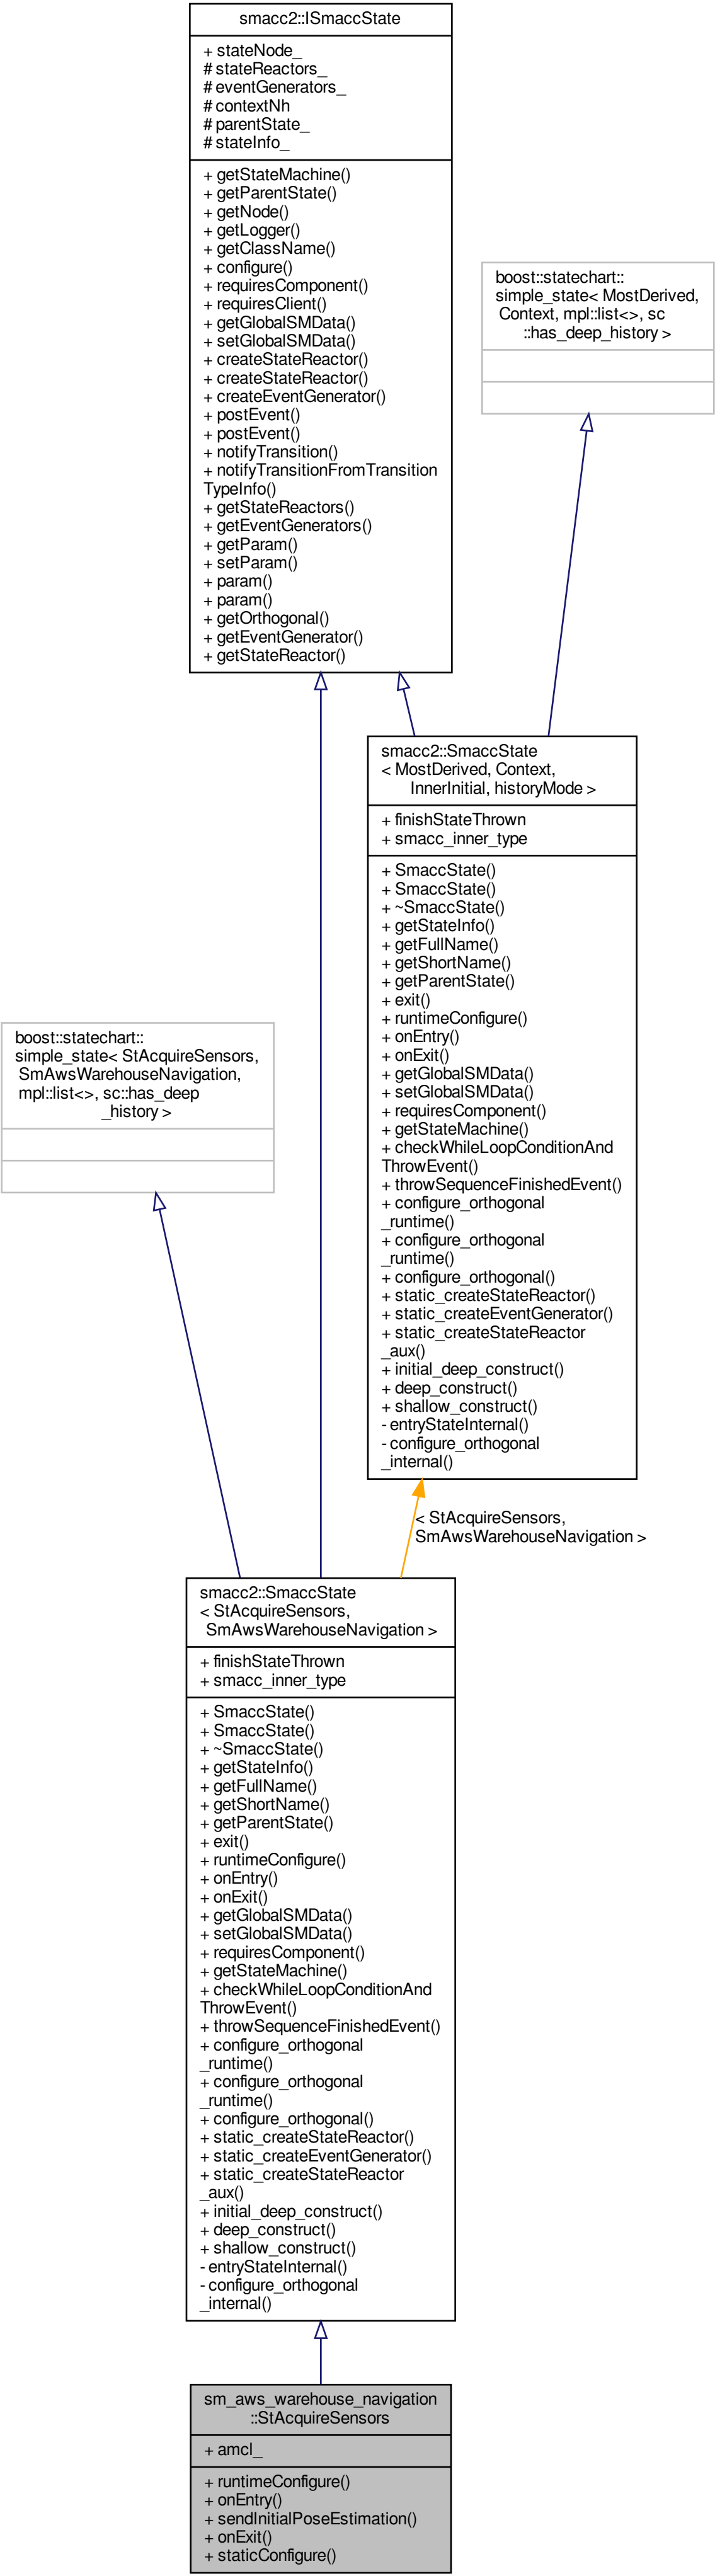 smacc2::ISmaccState
+ stateNode_
# stateReactors_
# eventGenerators_
# contextNh
# parentState_
# stateInfo_
+ getStateMachine()
+ getParentState()
+ getNode()
+ getLogger()
+ getClassName()
+ configure()
+ requiresComponent()
+ requiresClient()
+ getGlobalSMData()
+ setGlobalSMData()
+ createStateReactor()
+ createStateReactor()
+ createEventGenerator()
+ postEvent()
+ postEvent()
+ notifyTransition()
+ notifyTransitionFromTransition
TypeInfo()
+ getStateReactors()
+ getEventGenerators()
+ getParam()
+ setParam()
+ param()
+ param()
+ getOrthogonal()
+ getEventGenerator()
+ getStateReactor()
boost::statechart::
simple_state< MostDerived,
Context, mpl::list<>, sc
::has_deep_history >
smacc2::SmaccState
< MostDerived, Context,
InnerInitial, historyMode >
+ finishStateThrown
+ smacc_inner_type
+ SmaccState()
+ SmaccState()
+ ~SmaccState()
+ getStateInfo()
+ getFullName()
+ getShortName()
+ getParentState()
+ exit()
+ runtimeConfigure()
+ onEntry()
+ onExit()
+ getGlobalSMData()
+ setGlobalSMData()
+ requiresComponent()
+ getStateMachine()
+ checkWhileLoopConditionAnd
ThrowEvent()
+ throwSequenceFinishedEvent()
+ configure_orthogonal
_runtime()
+ configure_orthogonal
_runtime()
+ configure_orthogonal()
+ static_createStateReactor()
+ static_createEventGenerator()
+ static_createStateReactor
_aux()
+ initial_deep_construct()
+ deep_construct()
+ shallow_construct()
- entryStateInternal()
- configure_orthogonal
_internal()
boost::statechart::
simple_state< StAcquireSensors,
SmAwsWarehouseNavigation,
mpl::list<>, sc::has_deep
_history >
< StAcquireSensors,
SmAwsWarehouseNavigation >
smacc2::SmaccState
< StAcquireSensors,
SmAwsWarehouseNavigation >
+ finishStateThrown
+ smacc_inner_type
+ SmaccState()
+ SmaccState()
+ ~SmaccState()
+ getStateInfo()
+ getFullName()
+ getShortName()
+ getParentState()
+ exit()
+ runtimeConfigure()
+ onEntry()
+ onExit()
+ getGlobalSMData()
+ setGlobalSMData()
+ requiresComponent()
+ getStateMachine()
+ checkWhileLoopConditionAnd
ThrowEvent()
+ throwSequenceFinishedEvent()
+ configure_orthogonal
_runtime()
+ configure_orthogonal
_runtime()
+ configure_orthogonal()
+ static_createStateReactor()
+ static_createEventGenerator()
+ static_createStateReactor
_aux()
+ initial_deep_construct()
+ deep_construct()
+ shallow_construct()
- entryStateInternal()
- configure_orthogonal
_internal()
sm_aws_warehouse_navigation
::StAcquireSensors
+ amcl_
+ runtimeConfigure()
+ onEntry()
+ sendInitialPoseEstimation()
+ onExit()
+ staticConfigure()